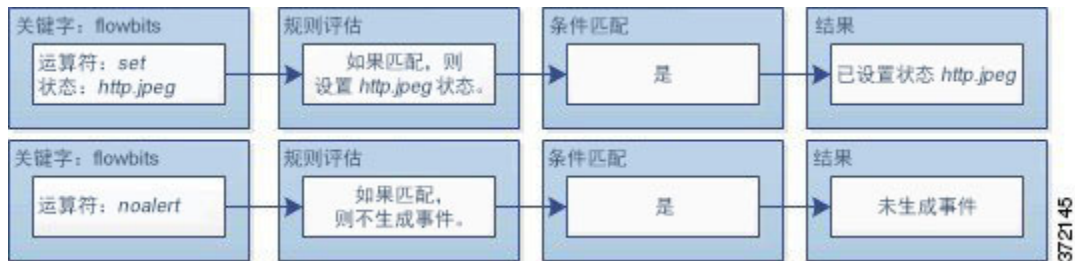 关键字：flowbits
运算符：set
状态：http.jpeg
规则评估
如果匹配，则
设置 http.jpeg 状态。
条件匹配
是
结果
已设置状态 http.jpeg
关键字：flowbits
运算符：noalert
规则评估
如果匹配，
则不生成事件。
条件匹配
是
结果
未生成事件
372145